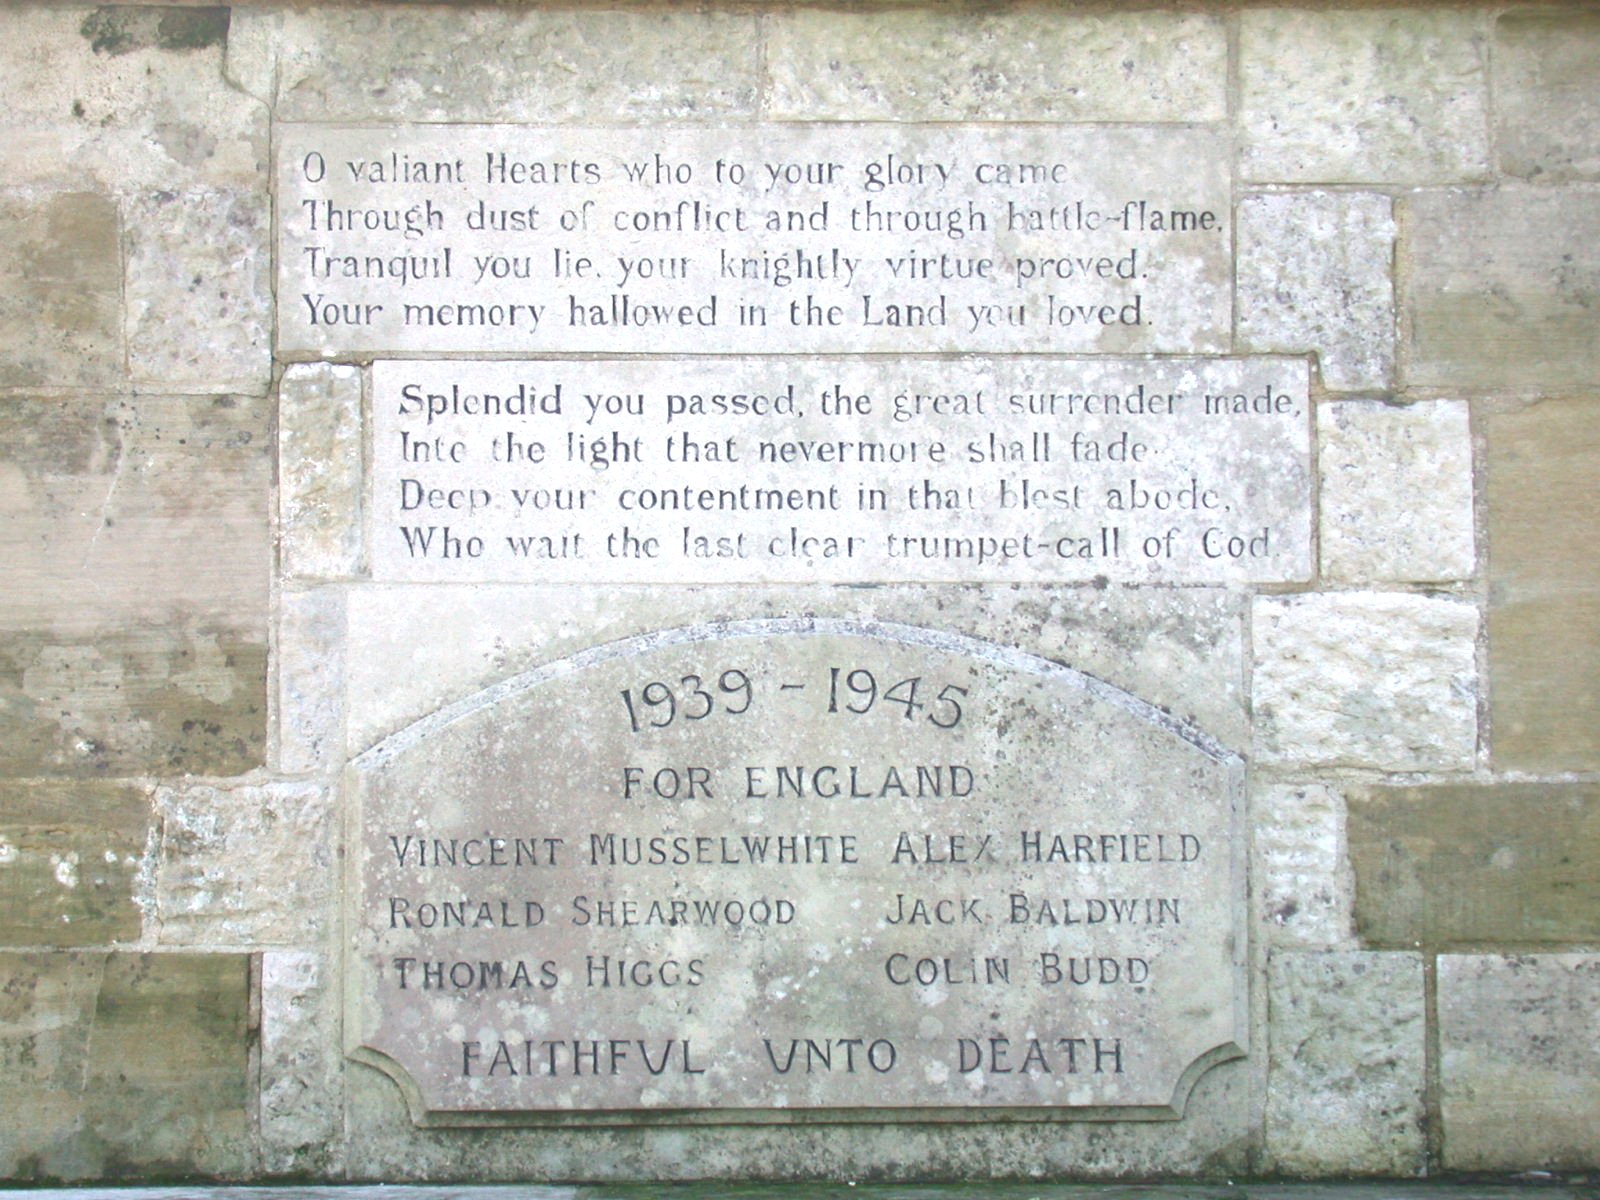 O valiant Hearts who to your glory came
Through dust of conflict and through battle-flame,
Tranquil you lie, your knightly virtue proved.
Your memory hallowed in the Land you loved.
Splendid you passed, the great surrender made,
Into the light that nevermore shall fade.
Deep your contentment in that blest abode,
Who wait the last clear trumpet-call of God.
1939 - 1945
FOR ENGLAND
VINCENT MUSSELWHITE ALEX HARFIELD
RONALD SHEARWOOD JACK BALDWIN
THOMAS HIGGS COLIN BUDD
FAITHFUL UNTO DEATH